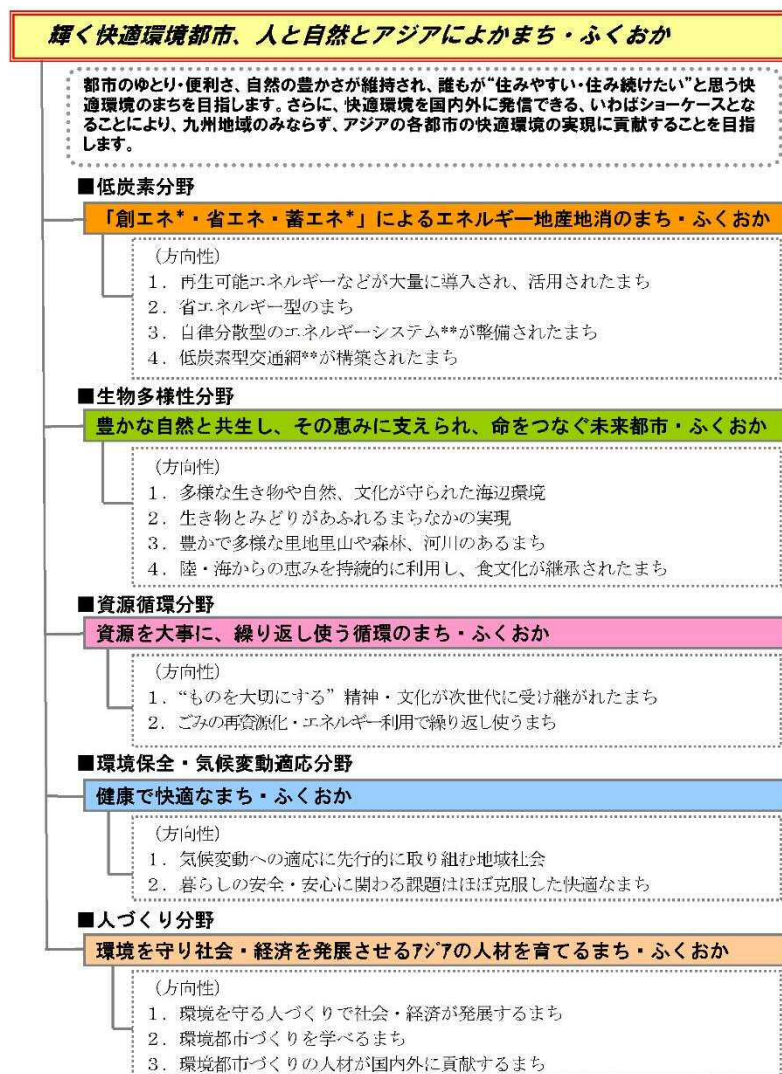 輝く快適環境都市、人と自然とアジアによかまち・ふくおか
都市のゆとり・便利さ、自然の豊かさが維持され、誰もが“住みやすい・住み続けたい”と思う快
適環境のまちを目指します。さらに、快適環境を国内外に発信できる、いわばショーケースとな
ることにより、九州地域のみならず、アジアの各都市の快適環境の実現に貢献することを目指
します。
■低炭素分野
「創エネ*・省エネ・蓄エネ*」によるエネルギー地産地消のまち・ふくおか
（方向性）
１．再生可能エネルギーなどが大量に導入され、活用されたまち
２．省エネルギー型のまち
３．自律分散型のエネルギーシステム**が整備されたまち
４．低炭素型交通網**が構築されたまち
■生物多様性分野
豊かな自然と共生し、その恵みに支えられ、命をつなぐ未来都市・ふくおか
（方向性）
１．多様な生き物や自然、文化が守られた海辺環境
２．生き物とみどりがあふれるまちなかの実現
３．豊かで多様な里地里山や森林、河川のあるまち
４．陸・海からの恵みを持続的に利用し、食文化が継承されたまち
■資源循環分野
資源を大事に、繰り返し使う循環のまち・ふくおか
（方向性）
１．“ものを大切にする”精神・文化が次世代に受け継がれたまち
２．ごみの再資源化・エネルギー利用で繰り返し使うまち
■環境保全・気候変動適応分野
健康で快適なまち・ふくおか
（方向性）
１．気候変動への適応に先行的に取り組む地域社会
２．暮らしの安全・安心に関わる課題はほぼ克服した快適なまち
■人づくり分野
環境を守り社会・経済を発展させるｱｼﾞｱの人材を育てるまち・ふくおか
（方向性）
１．環境を守る人づくりで社会・経済が発展するまち
２．環境都市づくりを学べるまち
３．環境都市づくりの人材が国内外に貢献するまち